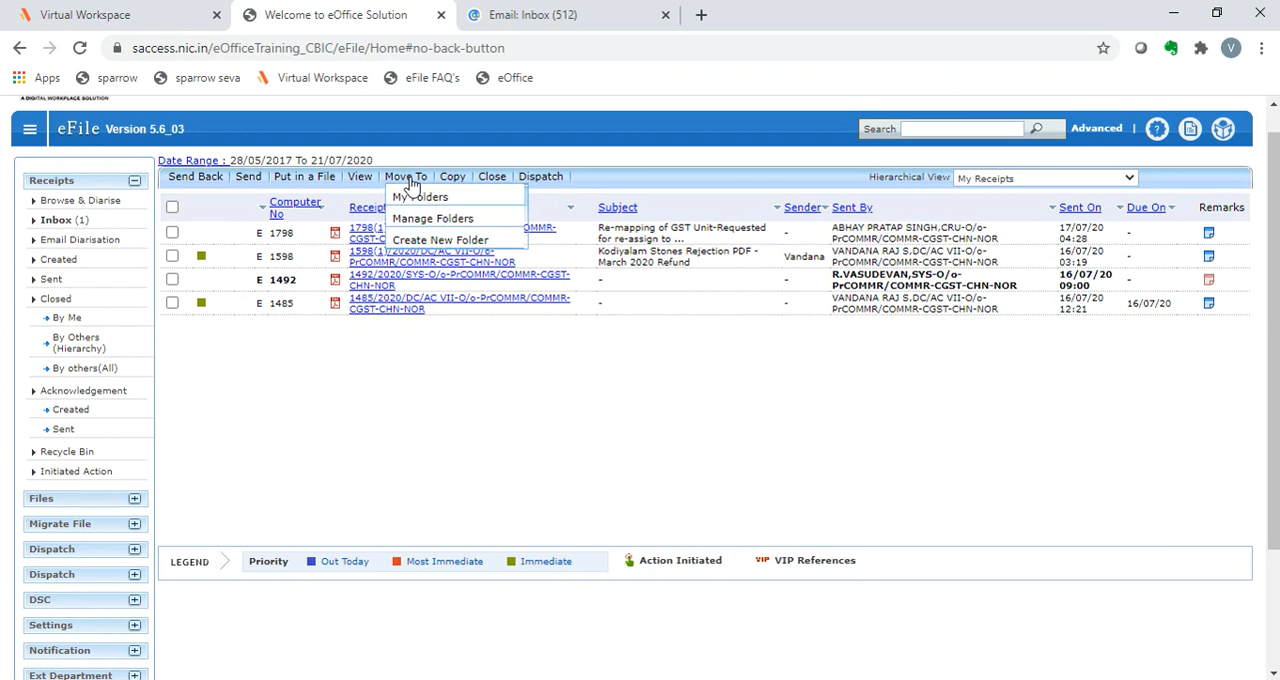 Virtual Workspace
Welcome to eOffice Solution
Email: Inbox (512)
saccess.nic.in/eOfficeTraining_CBIC/eFile/Home#no-back-button
V
Apps sparrow sparrow seva Virtual Workspace eFile FAQ's eOffice
A DIGITAL WORKPLACE SOLUTION
eFile Version 5.6_03
Search
Advanced
Date Range : 28/05/2017 To 21/07/2020
Send Back Send Put in a File View Move To Copy Close Dispatch
Hierarchical View My Receipts
My Folders
Manage Folders
Create New Folder
Receipts
Browse & Diarise
Inbox (1)
Email Diarisation
Created
Sent
Closed
By Me
By Others
(Hierarchy)
By others(All)
Acknowledgement
Created
Sent
Recycle Bin
Initiated Action
Files
Migrate File
Dispatch
Dispatch
DSC
Settings
Notification
Ext Department
Computer
No
Subject Sender Sent By Sent On Due On Remarks
E 1798
COMMR-
Re-mapping of GST Unit-Requested
for re-assign to ...
-
ABHAY PRATAP SINGH,CRU-O/o-
PrCOMMR/COMMR-CGST-CHN-NOR
17/07/20
04:28
-
E 1598
1598(1)/2020/DC/AC VII-O/o-
PrCOMMR/COMMR-CGST-CHN-NOR
Kodiyalam Stones Rejection PDF -
March 2020 Refund
Vandana
VANDANA RAJ S,DC/AC VII-O/o-
PrCOMMR/COMMR-CGST-CHN-NOR
16/07/20
03:19
-
E 1492
1492/2020/SYS-O/o-PrCOMMR/COMMR-CGST-
CHN-NOR
-
-
R.VASUDEVAN,SYS-O/o-
PrCOMMR/COMMR-CGST-CHN-NOR
16/07/20
09:00
-
E 1485
1485/2020/DC/AC VII-O/o-PrCOMMR/COMMR-
CGST-CHN-NOR
-
-
VANDANA RAJ S,DC/AC VII-O/o-
PrCOMMR/COMMR-CGST-CHN-NOR
16/07/20
12:21
16/07/20
LEGEND Priority Out Today Most Immediate Immediate Action Initiated VIP VIP References